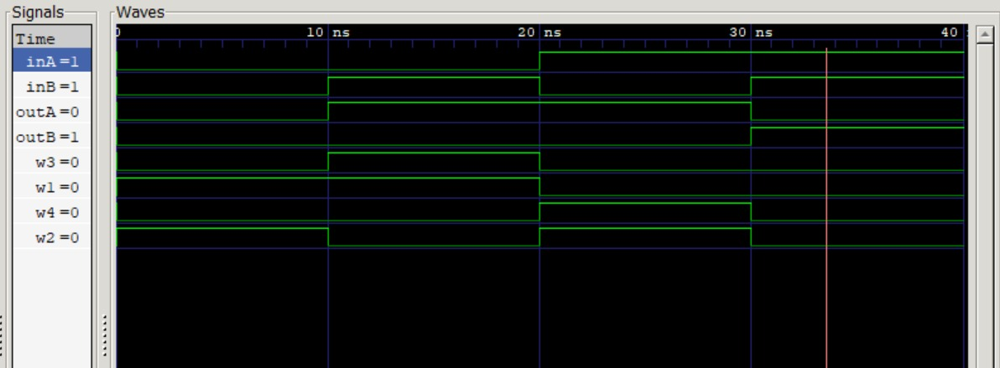 Signals
Waves
Time
0
10 ns
20 ns
30 ns
40
inA =1
inB =1
outA =0
outB =1
w3 =0
w1 =0
w4 =0
w2 =0